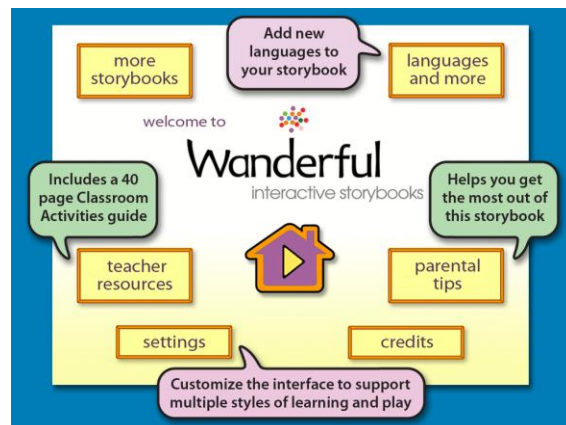 more
storybooks
Add new
languages to
your storybook
languages
and more
welcome to
Wanderful
interactive storybooks
Includes a 40
page Classroom
Activities guide
Helps you get
the most out of
this storybook
teacher
resources
parental
tips
settings
credits
Customize the interface to support
multiple styles of learning and play